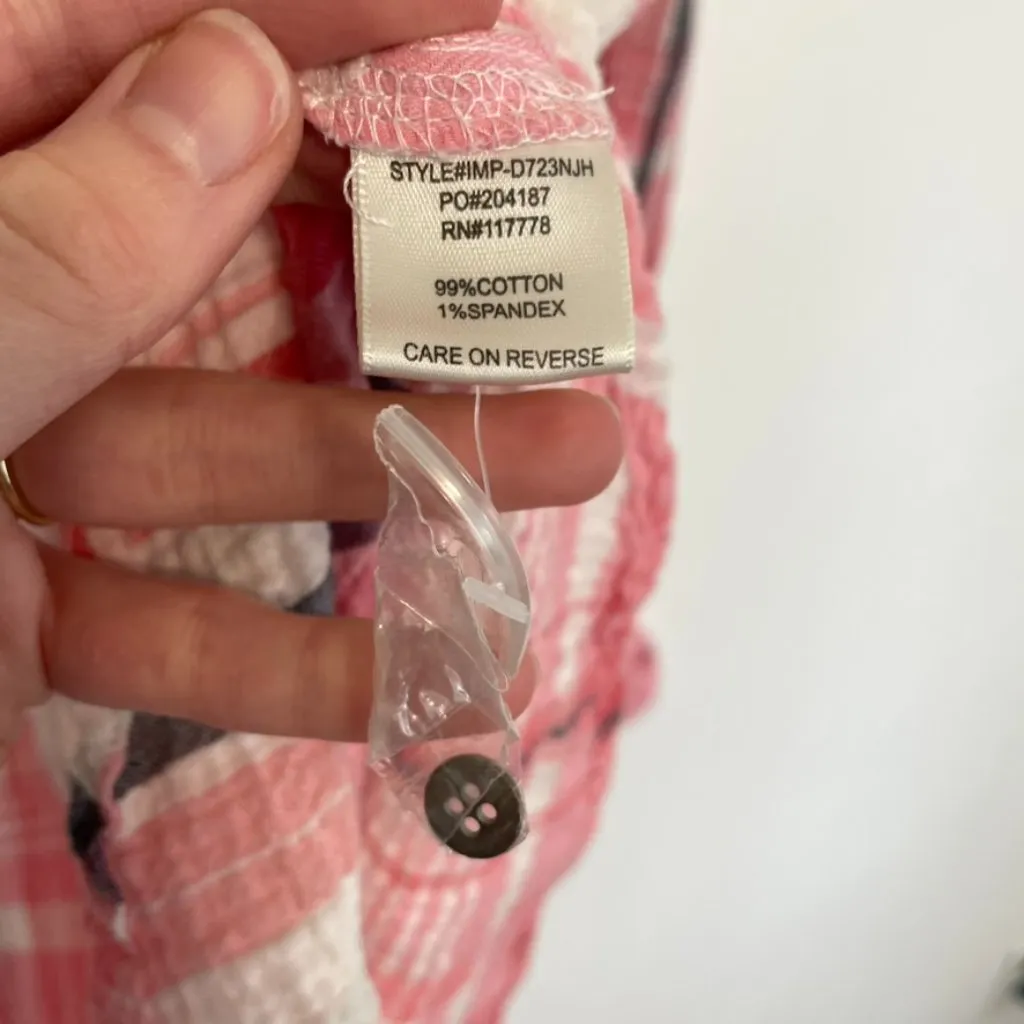 STYLE#IMP-D723NJH
PO#204187
RN#117778
99%COTTON
1%SPANDEX
CARE ON REVERSE